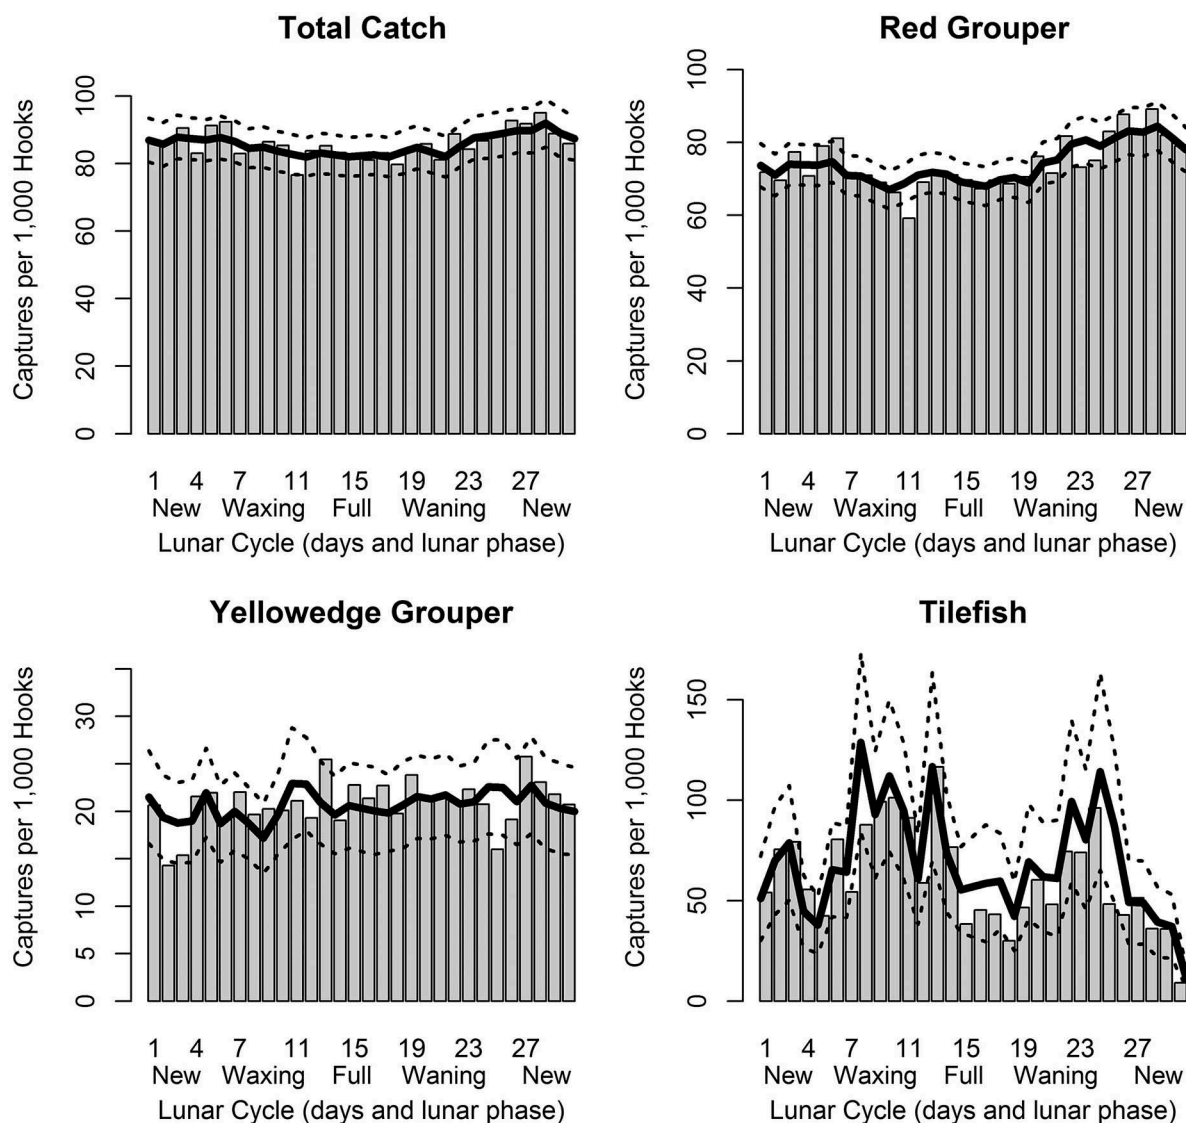 Total Catch
Captures per 1,000 Hooks
100
80
60
40
20
0
1 4 7 11 15 19 23 27
New Waxing Full Waning New
Lunar Cycle (days and lunar phase)
Red Grouper
Captures per 1,000 Hooks
100
80
60
40
20
0
1 4 7 11 15 19 23 27
New Waxing Full Waning New
Lunar Cycle (days and lunar phase)
Yellowedge Grouper
Captures per 1,000 Hooks
30
20
10
5
0
1 4 7 11 15 19 23 27
New Waxing Full Waning New
Lunar Cycle (days and lunar phase)
Tilefish
Captures per 1,000 Hooks
150
100
50
0
1 4 7 11 15 19 23 27
New Waxing Full Waning New
Lunar Cycle (days and lunar phase)